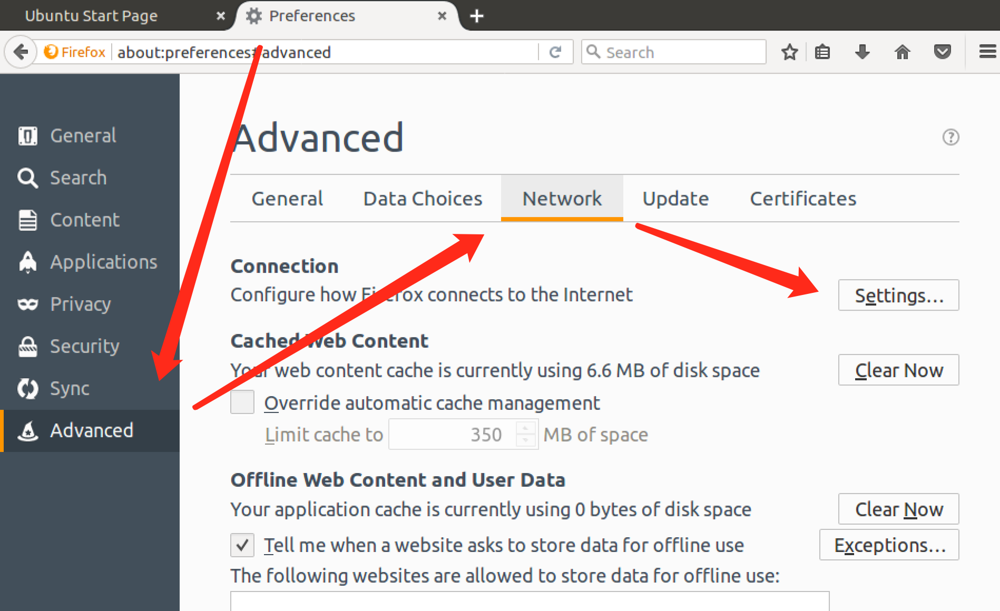 Ubuntu Start Page
Preferences
Firefox
about:preferences#advanced
Search
General
Search
Content
Applications
Privacy
Security
Sync
Advanced
Advanced
General Data Choices Network Update Certificates
Connection
Configure how Firefox connects to the Internet
Settings...
Cached Web Content
Your web content cache is currently using 6.6 MB of disk space
Clear Now
Override automatic cache management
Limit cache to 350 MB of space
Offline Web Content and User Data
Your application cache is currently using 0 bytes of disk space
Clear Now
Tell me when a website asks to store data for offline use
Exceptions...
The following websites are allowed to store data for offline use: